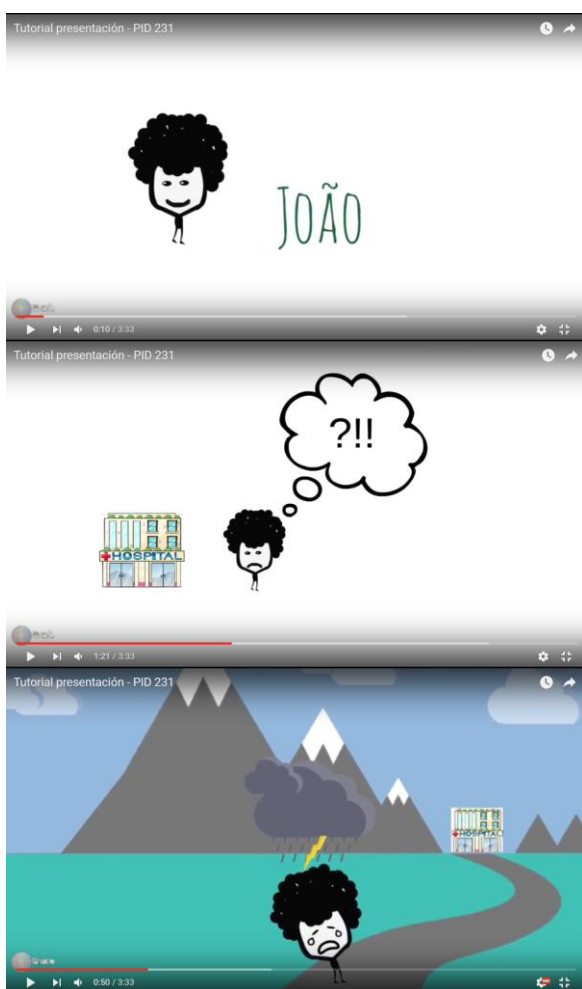 Tutorial presentación - PID 231
JOÃO
0:10 / 3:33
Tutorial presentación - PID 231
?!!
HOSPITAL
1:21 / 3:33
Tutorial presentación - PID 231
HOSPITAL
0:50 / 3:33